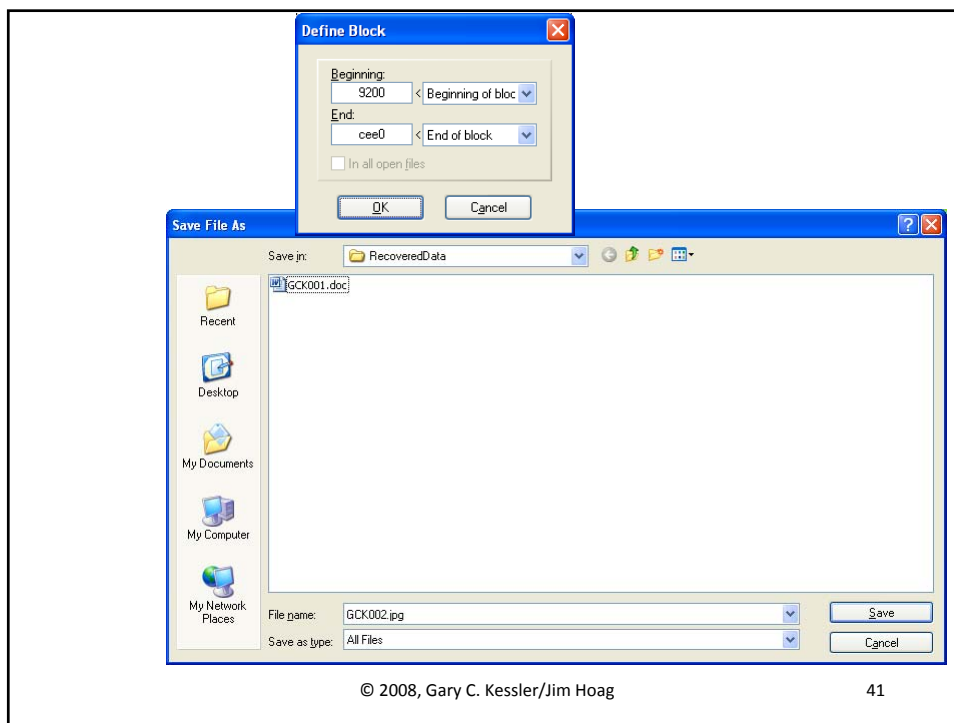 Define Block
Beginning:
9200 < Beginning of bloc
End:
cee0 < End of block
In all open files
OK Cancel
Save File As
Save in: RecoveredData
GCK001.doc
Recent
Desktop
My Documents
My Computer
My Network
Places
File name: GCK002.jpg Save
Save as type: All Files Cancel
© 2008, Gary C. Kessler/Jim Hoag 41